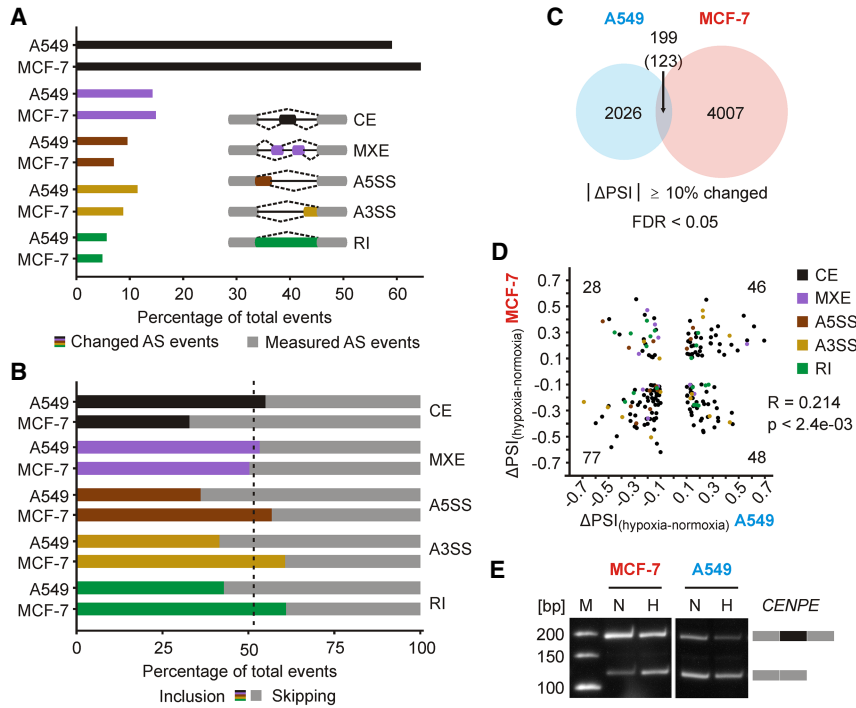 A
A549
MCF-7
A549
MCF-7
A549
MCF-7
A549
MCF-7
A549
MCF-7
CE
MXE
A5SS
A3SS
RI
0 10 20 30 40 50 60
Percentage of total events
Changed AS events Measured AS events
B
A549
MCF-7
CE
A549
MCF-7
MXE
A549
MCF-7
A5SS
A549
MCF-7
A3SS
A549
MCF-7
RI
0 25 50 75 100
Percentage of total events
Inclusion Skipping
C
A549 MCF-7
199
(123)
2026 4007
|ΔPSI| ≥ 10% changed
FDR < 0.05
D
ΔPSI(hypoxia-normoxia) MCF-7
0.7
0.5
0.3
0.1
-0.1
-0.3
-0.5
-0.7
28 46
77 48
-0.7 -0.5 -0.3 -0.1 0.1 0.3 0.5 0.7
ΔPSI(hypoxia-normoxia) A549
CE
MXE
A5SS
A3SS
RI
R = 0.214
p < 2.4e-03
E
MCF-7 A549
[bp] M N H N H CENPE
200
150
100